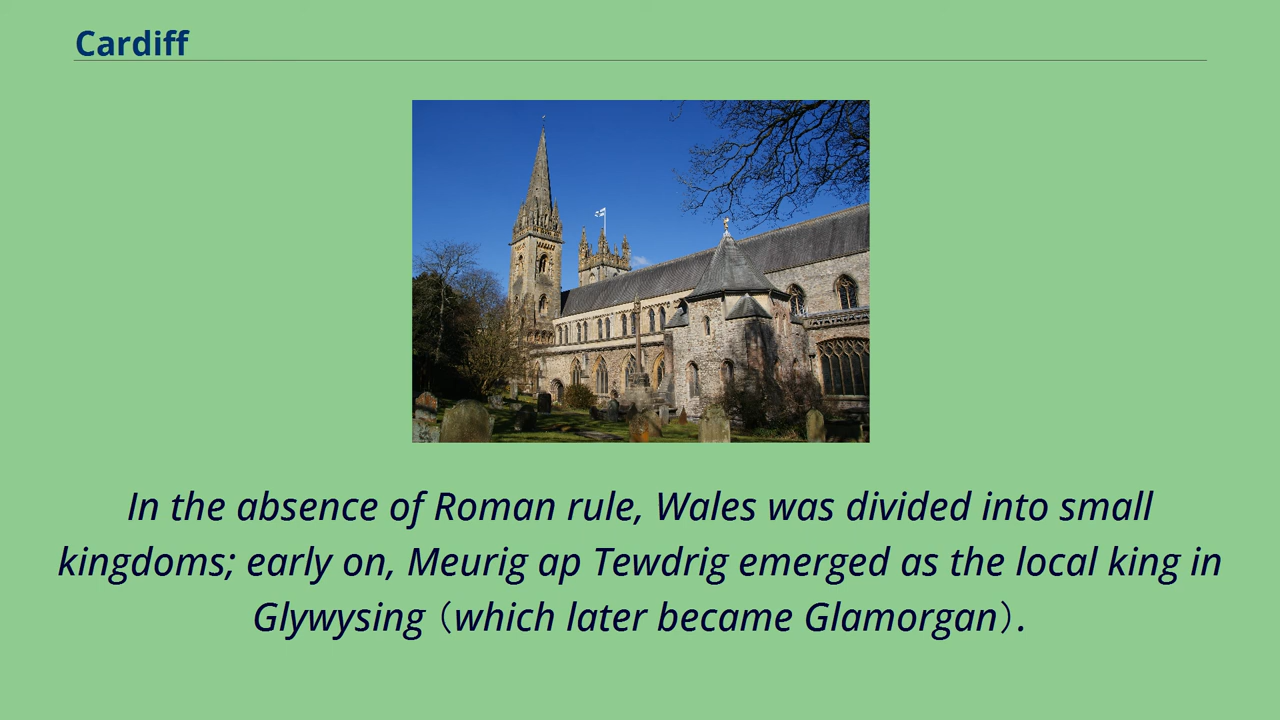 Cardiff
In the absence of Roman rule, Wales was divided into small
kingdoms; early on, Meurig ap Tewdrig emerged as the local king in
Glywysing（which later became Glamorgan）.